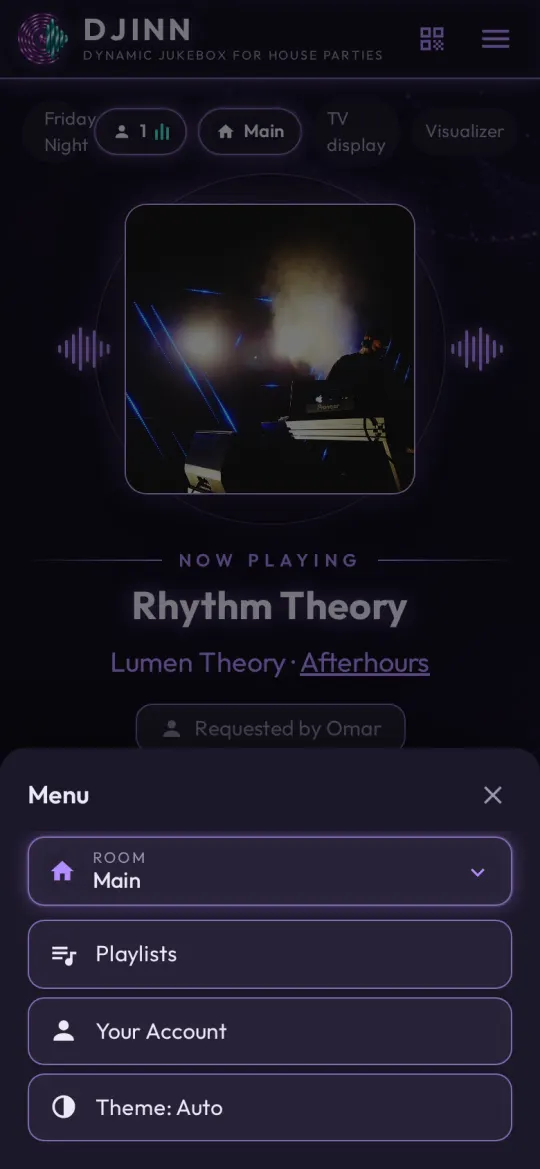 DJINN
DYNAMIC JUKEBOX FOR HOUSE PARTIES
Friday
Night
1
Main
TV
display
Visualizer
NOW PLAYING
Rhythm Theory
Lumen Theory · Afterhours
Requested by Omar
Menu
ROOM
Main
Playlists
Your Account
Theme: Auto